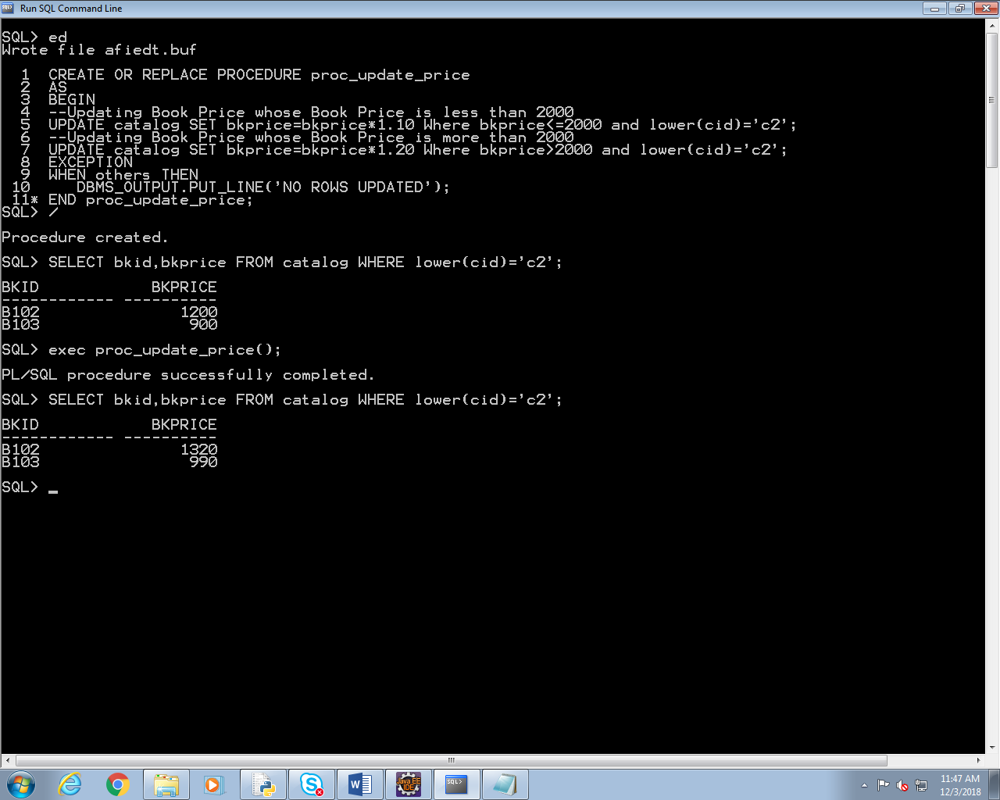 Run SQL Command Line
SQL> ed
Wrote file afiedt.buf
1 CREATE OR REPLACE PROCEDURE proc_update_price
2 AS
3 BEGIN
4 --Updating Book Price whose Book Price is less than 2000
5 UPDATE catalog SET bkprice=bkprice*1.10 Where bkprice<=2000 and lower(cid)='c2';
6 --Updating Book Price whose Book Price is more than 2000
7 UPDATE catalog SET bkprice=bkprice*1.20 Where bkprice>2000 and lower(cid)='c2';
8 EXCEPTION
9 WHEN others THEN
10 DBMS_OUTPUT.PUT_LINE('NO ROWS UPDATED');
11* END proc_update_price;
SQL> /
Procedure created.
SQL> SELECT bkid,bkprice FROM catalog WHERE lower(cid)='c2';
BKID BKPRICE
------------ ----------
B102 1200
B103 900
SQL> exec proc_update_price();
PL/SQL procedure successfully completed.
SQL> SELECT bkid,bkprice FROM catalog WHERE lower(cid)='c2';
BKID BKPRICE
------------ ----------
B102 1320
B103 990
SQL> _
Java EE
IDE
SQL>
11:47 AM
12/3/2018